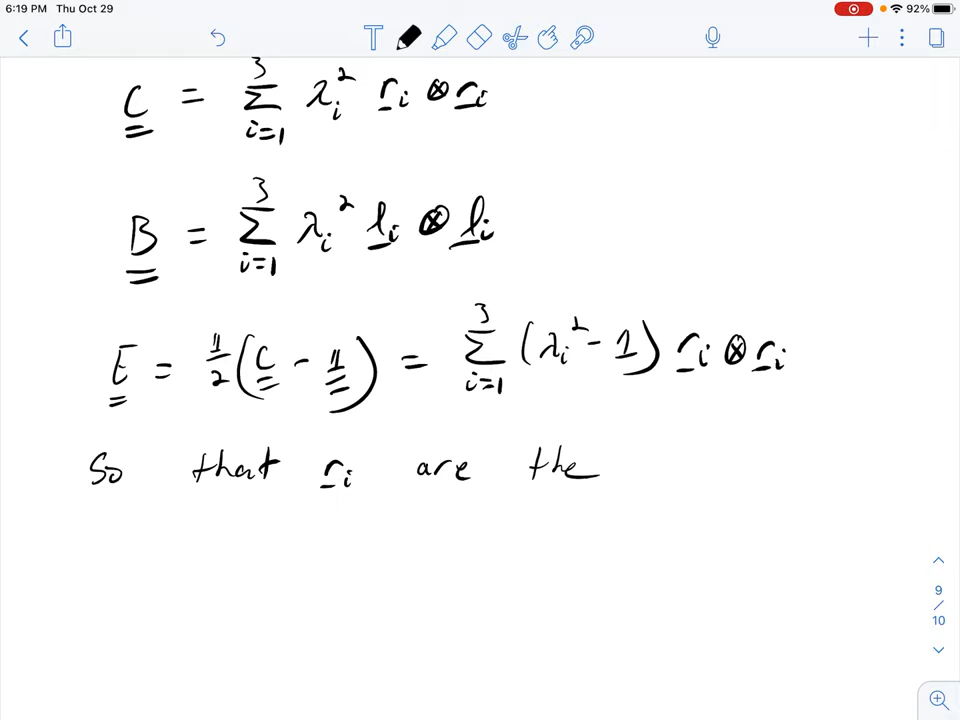 6:19 PM Thu Oct 29 92%
T
C = Σ_{i=1}^{3} λ_i^2 r_i ⊗ r_i
B = Σ_{i=1}^{3} λ_i^2 l_i ⊗ l_i
E = 1/2 (C - 1) = Σ_{i=1}^{3} (λ_i^2 - 1) r_i ⊗ r_i
So that r_i are the
9
/
10